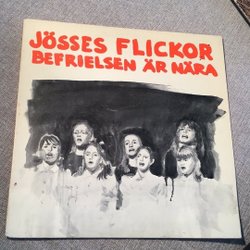 JÖSSES FLICKOR
BEFRIELSEN ÄR NÄRA